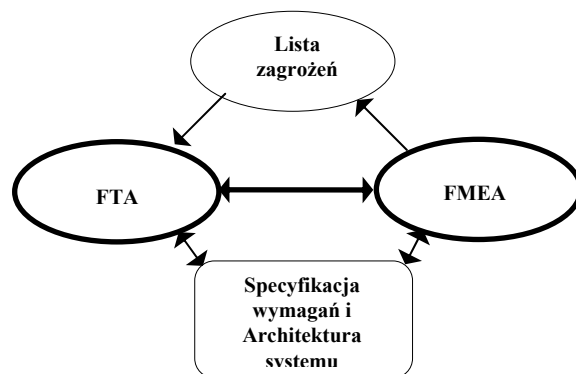 Lista
zagrożeń
FTA
FMEA
Specyfikacja
wymagań i
Architektura
systemu